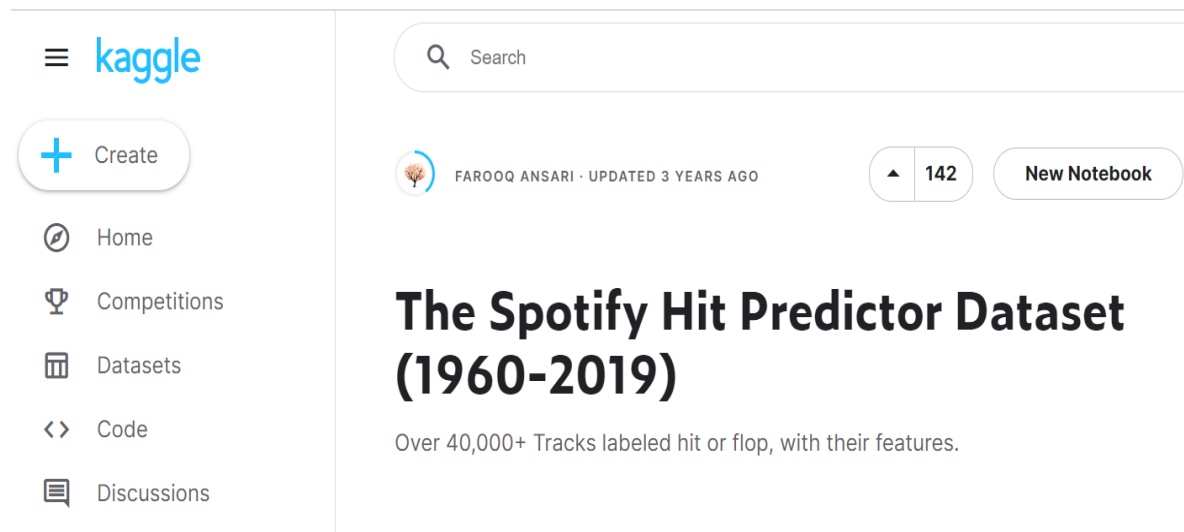 kaggle
Search
Create
FAROOQ ANSARI · UPDATED 3 YEARS AGO
142
New Notebook
Home
Competitions
Datasets
Code
Discussions
The Spotify Hit Predictor Dataset
(1960-2019)
Over 40,000+ Tracks labeled hit or flop, with their features.